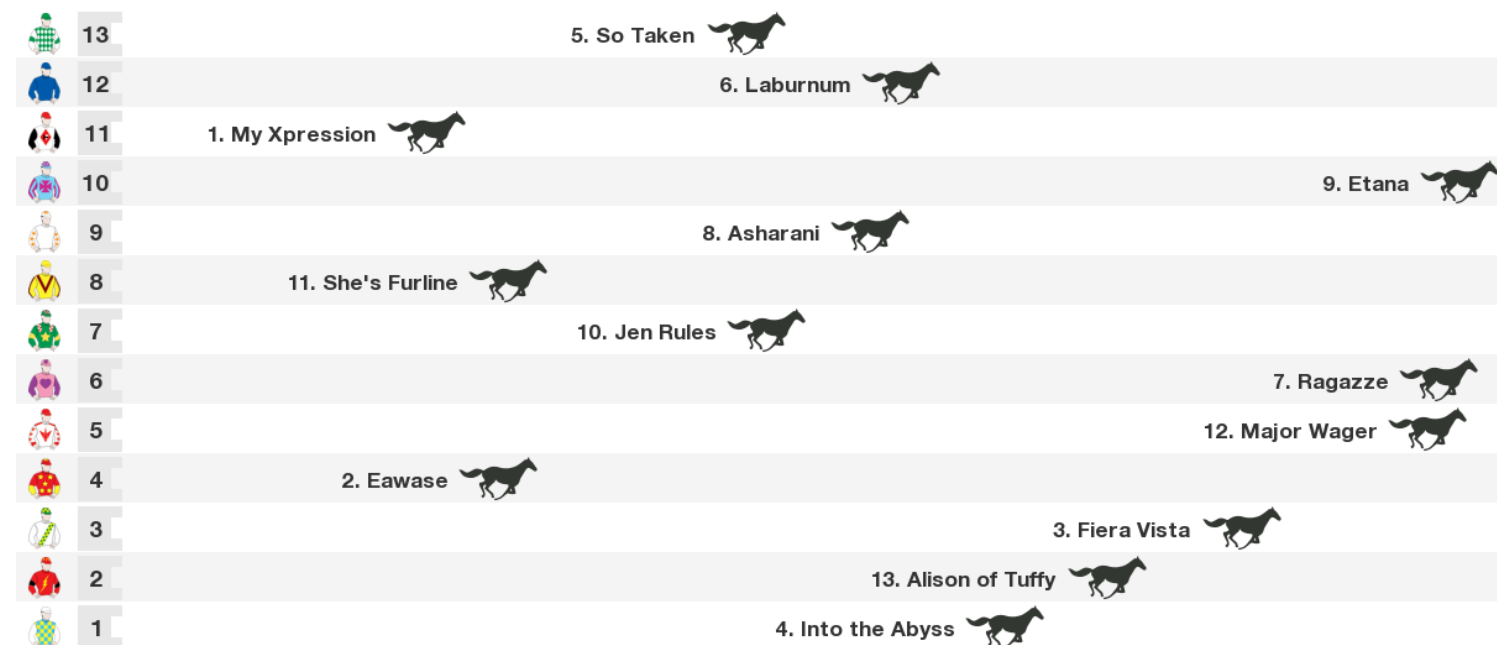 13 5. So Taken
12 6. Laburnum
11 1. My Xpression
10 9. Etana
9 8. Asharani
8 11. She's Furline
7 10. Jen Rules
6 7. Ragazze
5 12. Major Wager
4 2. Eawase
3 3. Fiera Vista
2 13. Alison of Tuffy
1 4. Into the Abyss